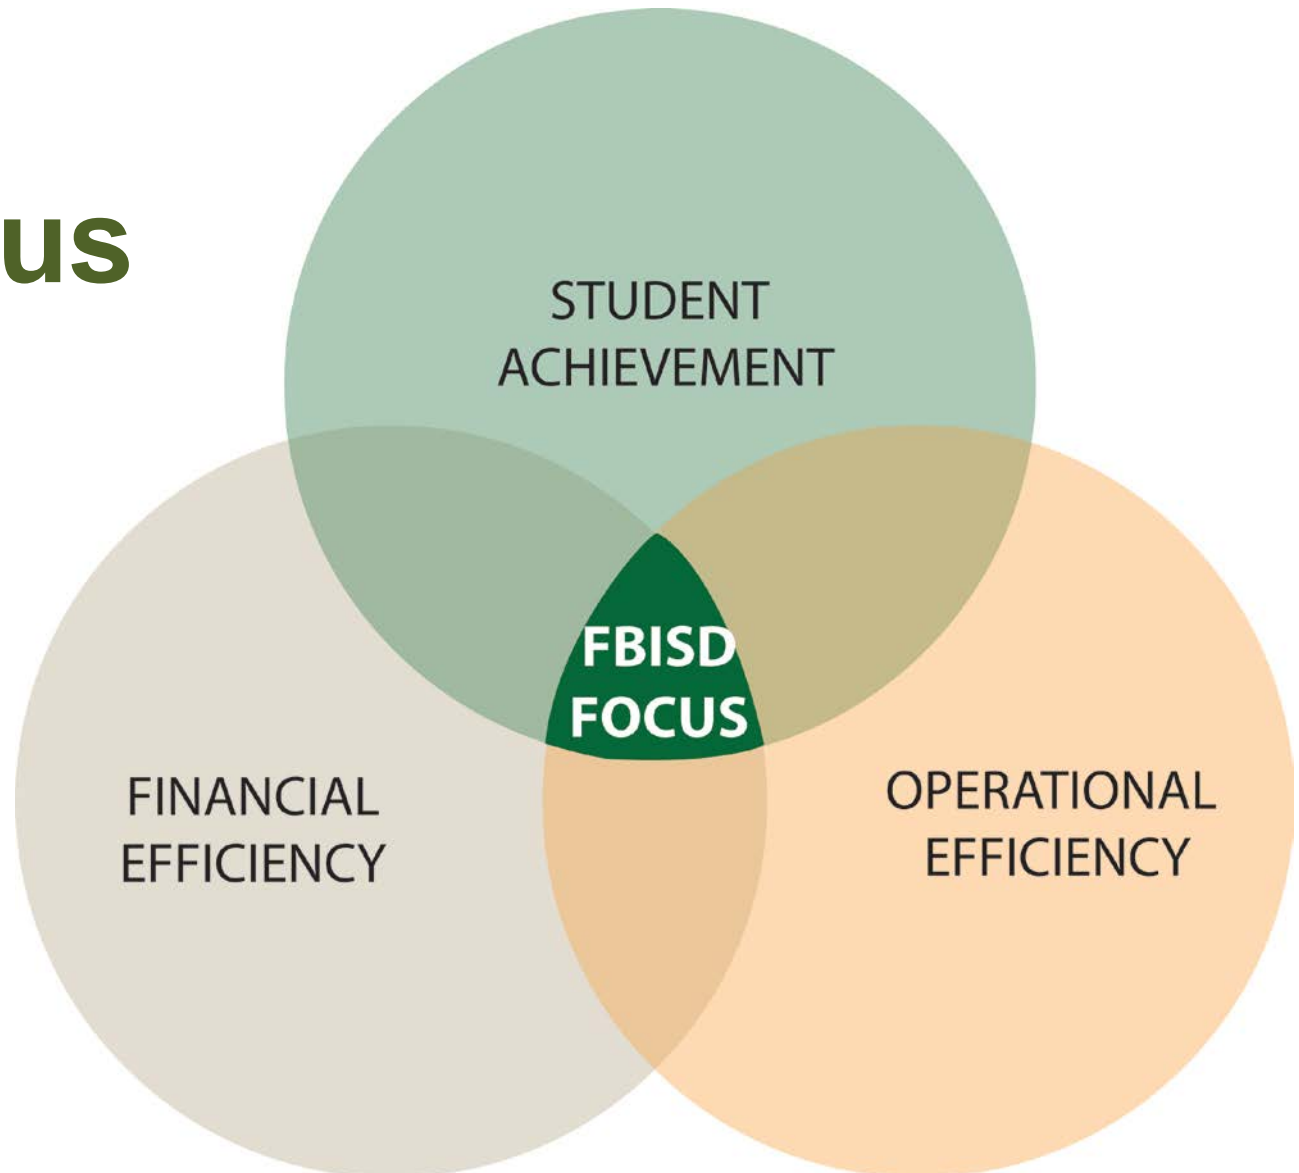 us
STUDENT
ACHIEVEMENT
FBISD
FOCUS
FINANCIAL
EFFICIENCY
OPERATIONAL
EFFICIENCY